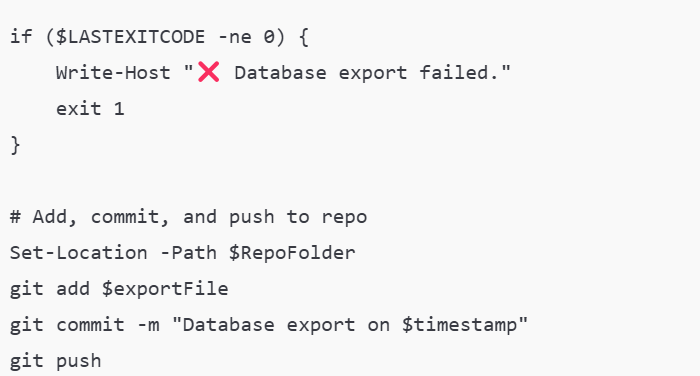 if ($LASTEXITCODE -ne 0) {
    Write-Host "❌ Database export failed."
    exit 1
}

# Add, commit, and push to repo
Set-Location -Path $RepoFolder
git add $exportFile
git commit -m "Database export on $timestamp"
git push